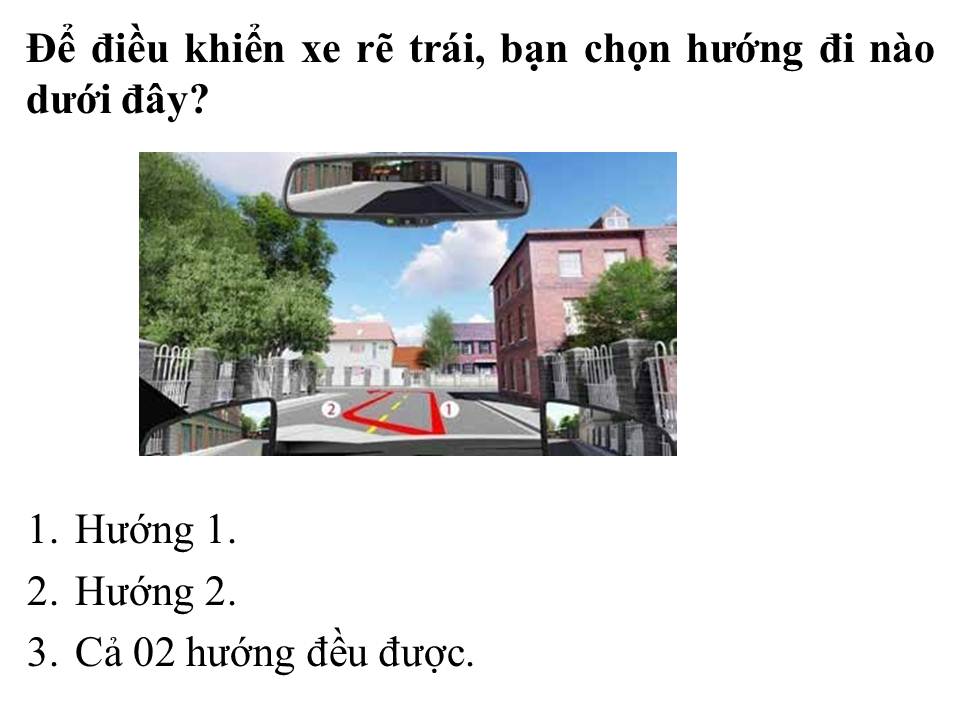 Để điều khiển xe rẽ trái, bạn chọn hướng đi nào
dưới đây?
2
1
1. Hướng 1.
2. Hướng 2.
3. Cả 02 hướng đều được.